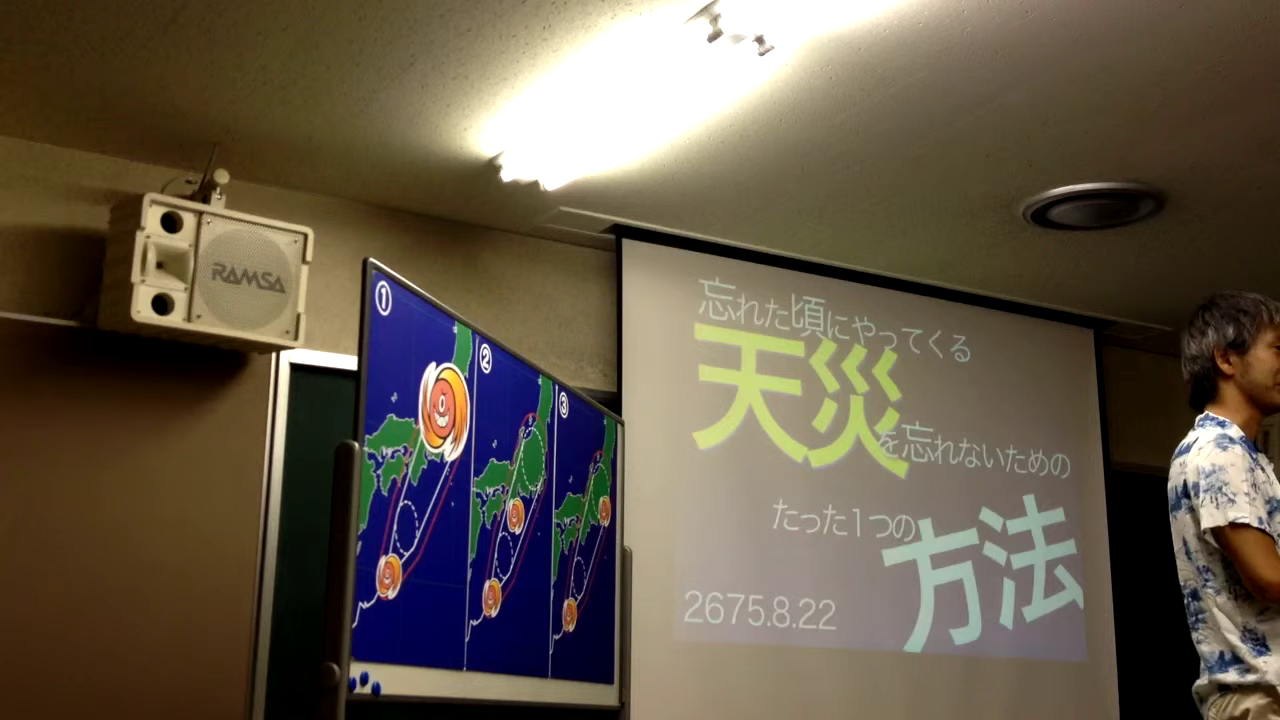 RAMSA
①
②
③
忘れた頃にやってくる
天災
を忘れないための
たった1つの
方法
2675.8.22